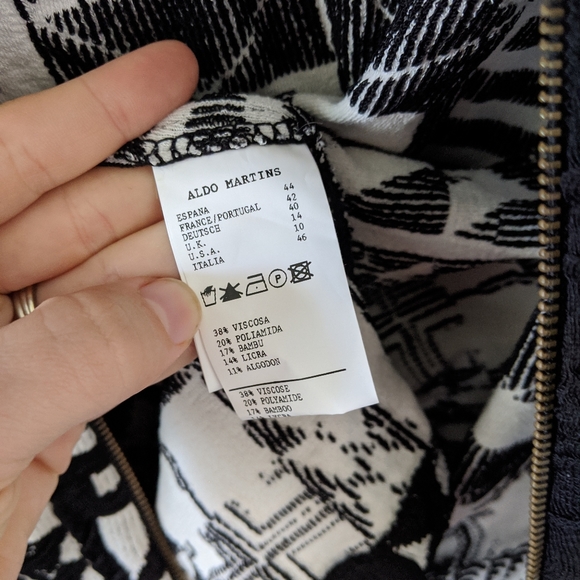 ALDO MARTINS
ESPANA 44
FRANCE/PORTUGAL 42
DEUTSCH 40
U.K. 14
U.S.A. 10
ITALIA 46
P
38% VISCOSA
20% POLIAMIDA
17% BAMBU
14% LICRA
11% ALGODON
38% VISCOSE
20% POLYAMIDE
17% BAMBOO